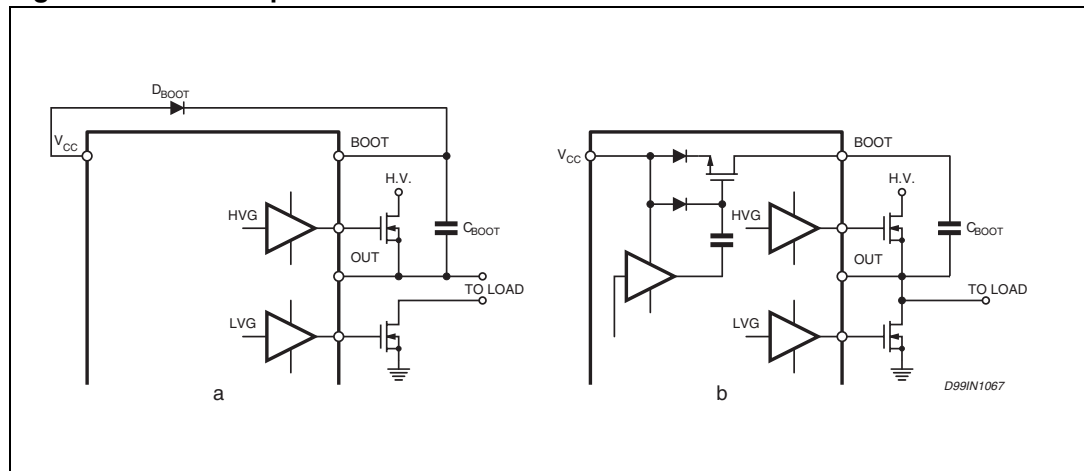 D_BOOT
V_CC
BOOT
H.V.
HVG
C_BOOT
OUT
TO LOAD
LVG
a
V_CC
BOOT
H.V.
HVG
C_BOOT
OUT
TO LOAD
LVG
b
D99IN1067